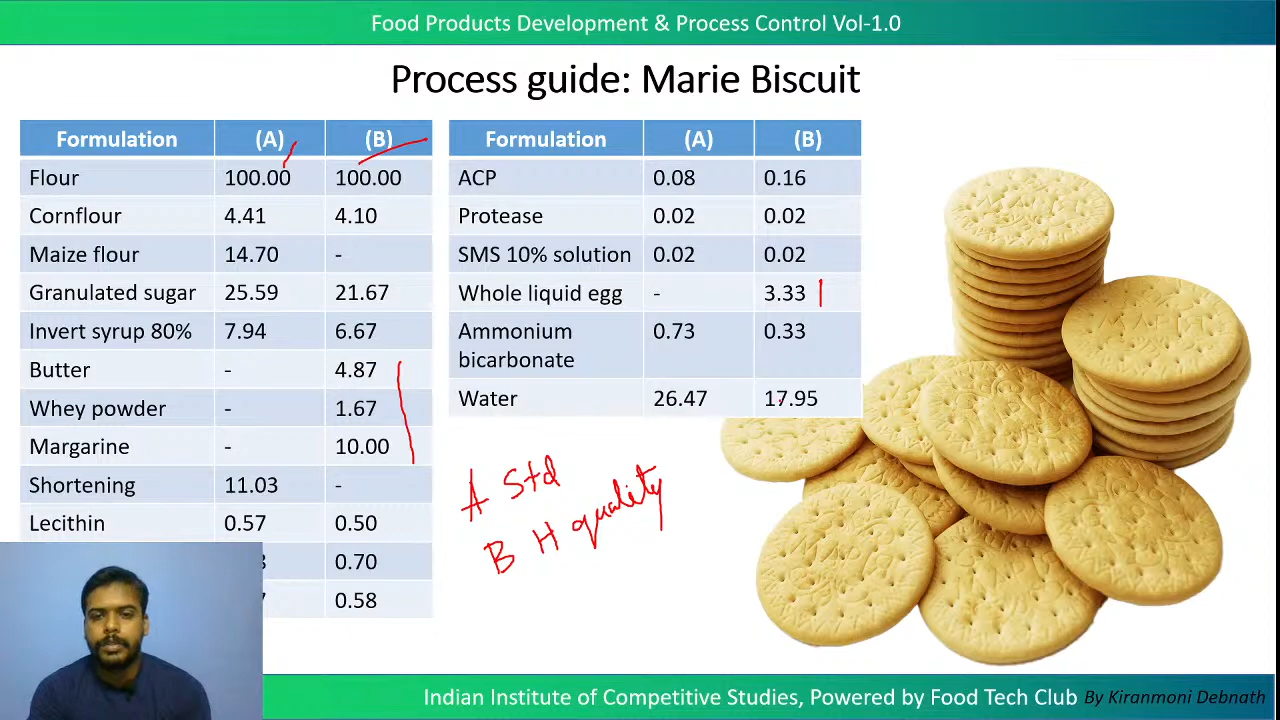 Food Products Development & Process Control Vol-1.0
Process guide: Marie Biscuit
Formulation (A) (B)
Flour 100.00 100.00
Cornflour 4.41 4.10
Maize flour 14.70 -
Granulated sugar 25.59 21.67
Invert syrup 80% 7.94 6.67
Butter - 4.87
Whey powder - 1.67
Margarine - 10.00
Shortening 11.03 -
Lecithin 0.57 0.50
0.70
0.58
Formulation (A) (B)
ACP 0.08 0.16
Protease 0.02 0.02
SMS 10% solution 0.02 0.02
Whole liquid egg - 3.33
Ammonium bicarbonate 0.73 0.33
Water 26.47 17.95
A Std
B H quality
Indian Institute of Competitive Studies, Powered by Food Tech Club By Kiranmoni Debnath